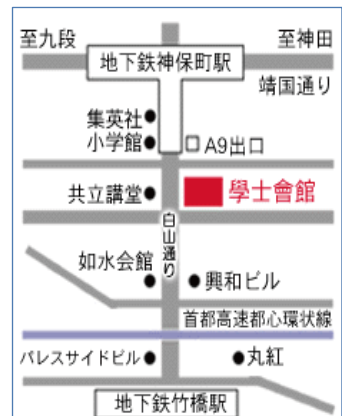 至九段
至神田
地下鉄神保町駅
靖国通り
集英社
小学館
A9出口
共立講堂
學士會館
白山通り
如水会館
興和ビル
首都高速都心環状線
パレスサイドビル
丸紅
地下鉄竹橋駅